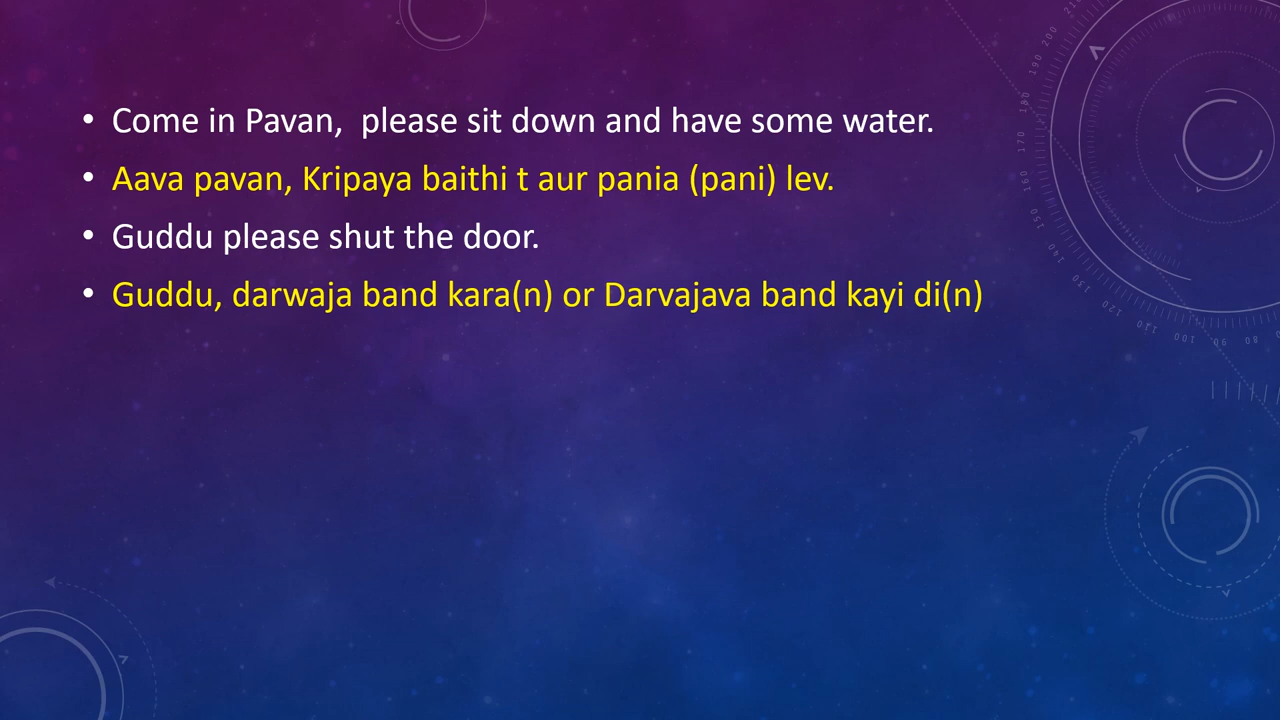 • Come in Pavan,  please sit down and have some water.
• Aava pavan, Kripaya baithi t aur pania (pani) lev.
• Guddu please shut the door.
• Guddu, darwaja band kara(n) or Darvajava band kayi di(n)